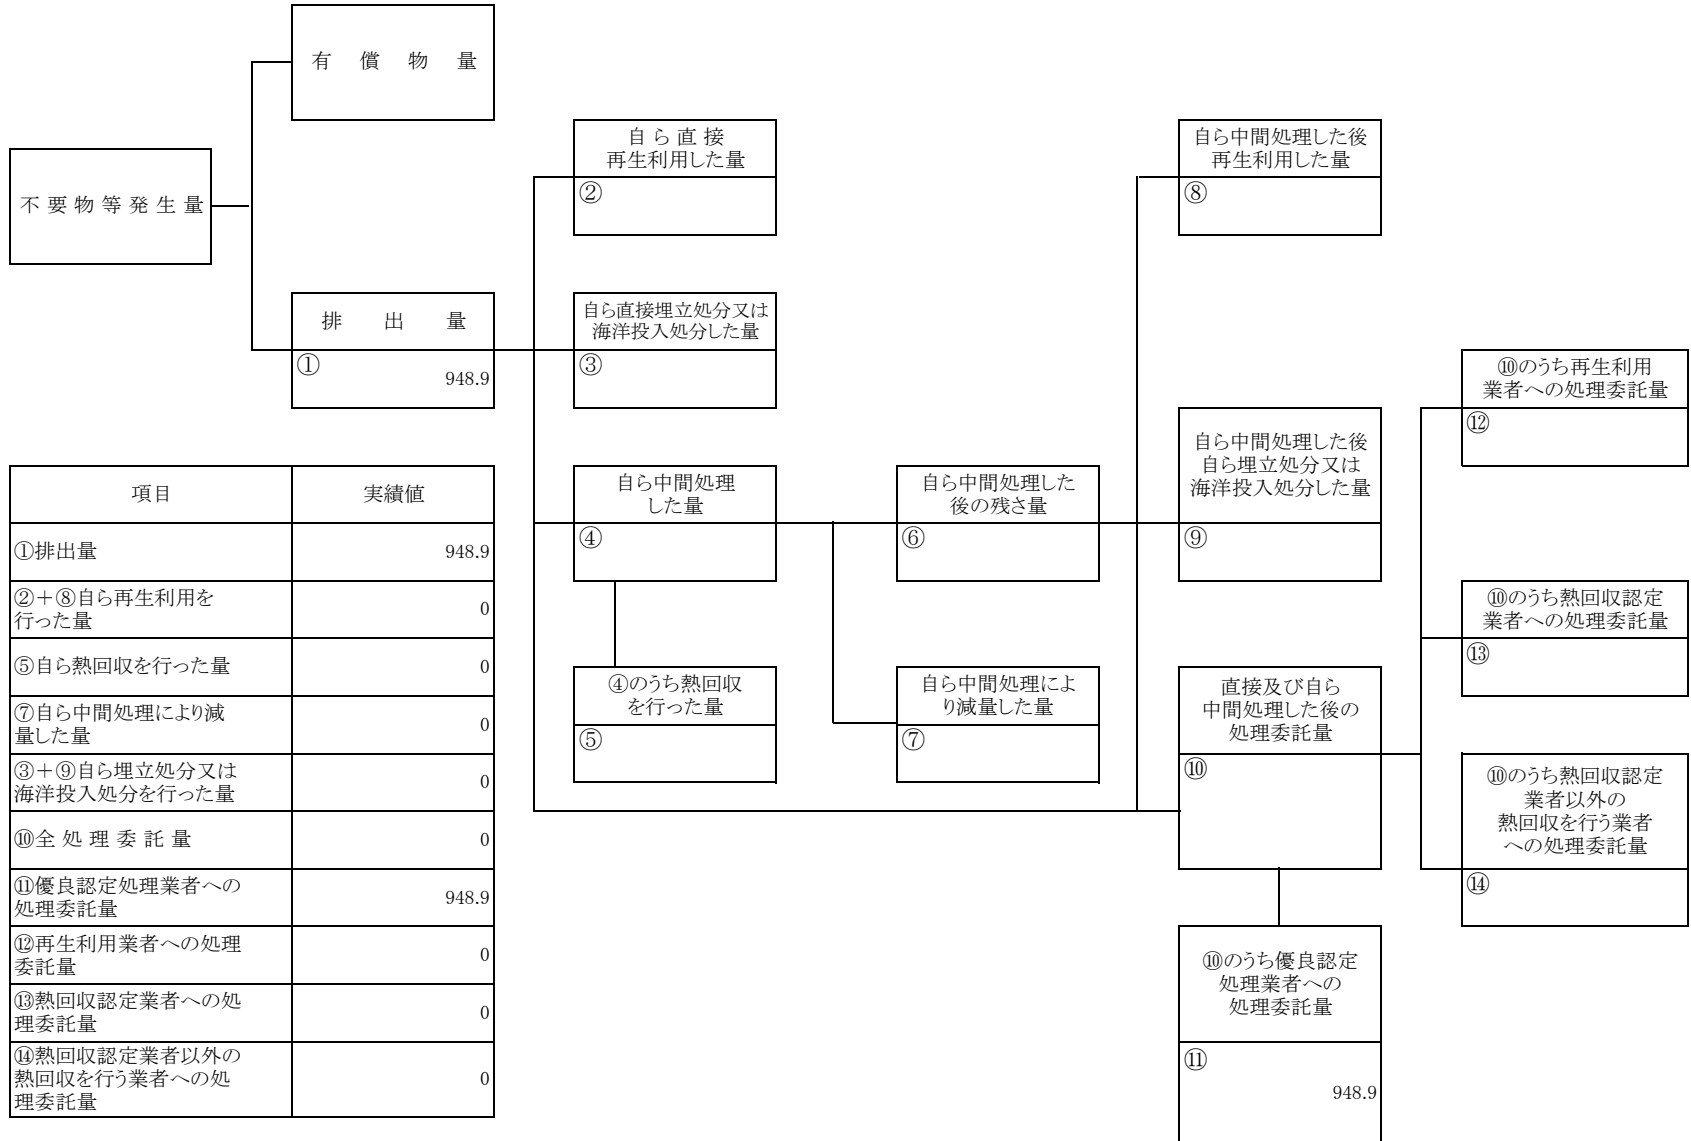 有　償　物　量
不 要 物 等 発 生 量
排　出　量
①
948.9
自 ら 直 接
再生利用した量
②
自ら直接埋立処分又は
海洋投入処分した量
③
自ら中間処理
した量
④
④のうち熱回収
を行った量
⑤
自ら中間処理した
後の残さ量
⑥
自ら中間処理によ
り減量した量
⑦
自ら中間処理した後
再生利用した量
⑧
自ら中間処理した後
自ら埋立処分又は
海洋投入処分した量
⑨
直接及び自ら
中間処理した後の
処理委託量
⑩
⑩のうち優良認定
処理業者への
処理委託量
⑪
948.9
⑩のうち再生利用
業者への処理委託量
⑫
⑩のうち熱回収認定
業者への処理委託量
⑬
⑩のうち熱回収認定
業者以外の
熱回収を行う業者
への処理委託量
⑭
項目　実績値
①排出量　948.9
②＋⑧自ら再生利用を
行った量　0
⑤自ら熱回収を行った量　0
⑦自ら中間処理により減
量した量　0
③＋⑨自ら埋立処分又は
海洋投入処分を行った量　0
⑩全 処 理 委 託 量　0
⑪優良認定処理業者への
処理委託量　948.9
⑫再生利用業者への処理
委託量　0
⑬熱回収認定業者への処
理委託量　0
⑭熱回収認定業者以外の
熱回収を行う業者への処
理委託量　0